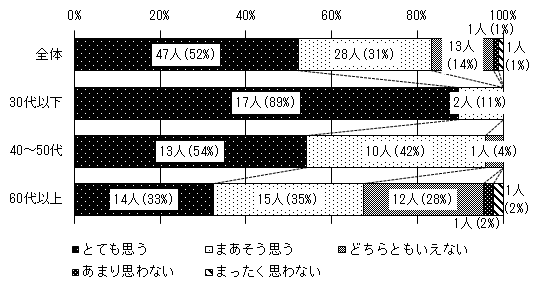 0% 20% 40% 60% 80% 100%
全体 47人(52%) 28人(31%) 13人(14%) 1人(1%) 1人(1%)
30代以下 17人(89%) 2人(11%)
40～50代 13人(54%) 10人(42%) 1人(4%)
60代以上 14人(33%) 15人(35%) 12人(28%) 1人(2%) 1人(2%)
とても思う まあそう思う どちらともいえない
あまり思わない まったく思わない